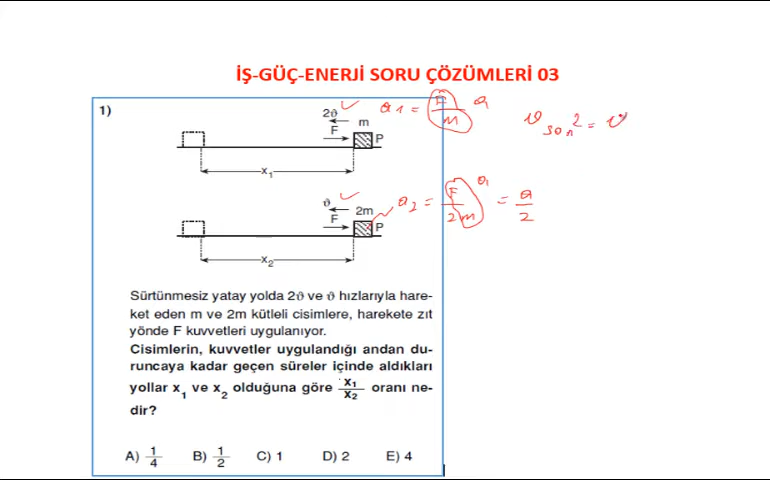 İŞ-GÜÇ-ENERJİ SORU ÇÖZÜMLERİ 03
1)
2ϑ
F
m
P
x₁
a₁ = F/m a
ϑson² = ϑ
ϑ
F
2m
P
x₂
a₂ = F/2m a = a/2
Sürtünmesiz yatay yolda 2ϑ ve ϑ hızlarıyla hare-
ket eden m ve 2m kütleli cisimlere, harekete zıt
yönde F kuvvetleri uygulanıyor.
Cisimlerin, kuvvetler uygulandığı andan du-
runcaya kadar geçen süreler içinde aldıkları
yollar x₁ ve x₂ olduğuna göre x₁/x₂ oranı ne-
dir?
A) 1/4 B) 1/2 C) 1 D) 2 E) 4